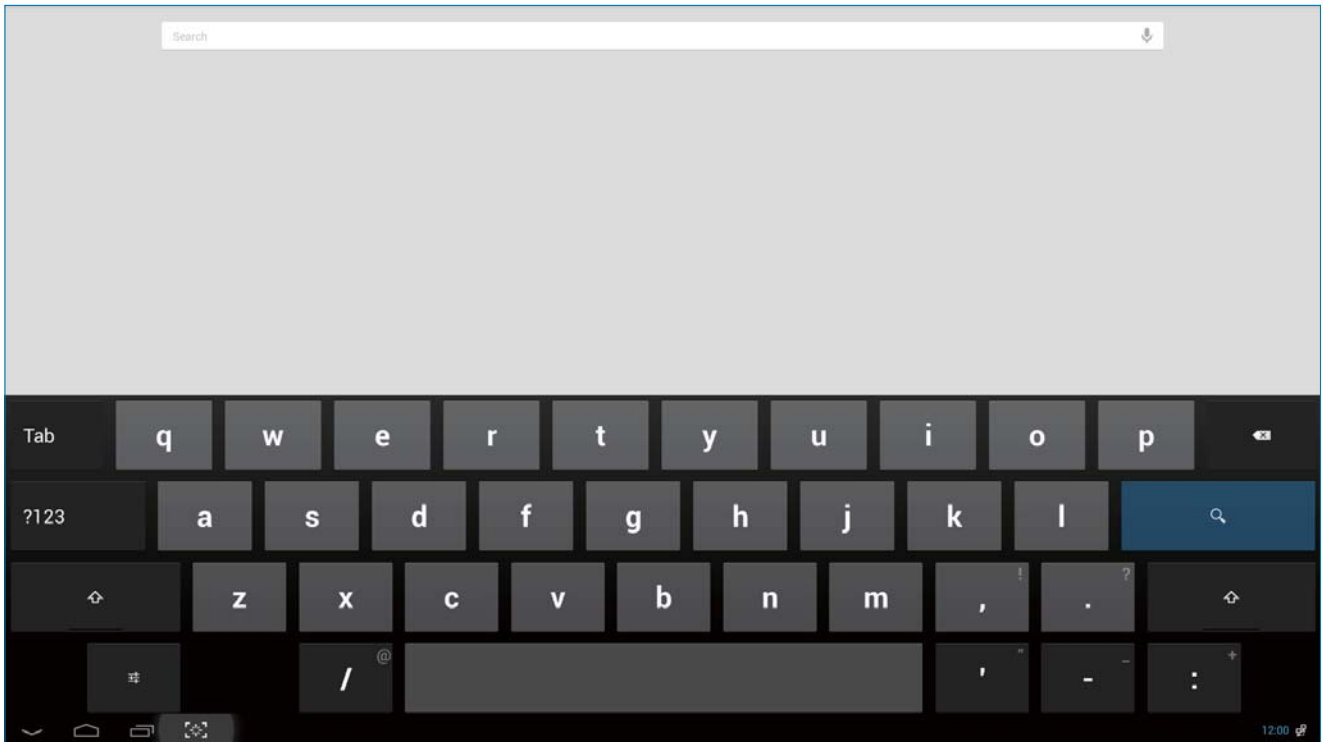 Search
Tab q w e r t y u i o p
?123 a s d f g h j k l
! ?
z x c v b n m , .
@ " _ +
/ ' - :
12:00